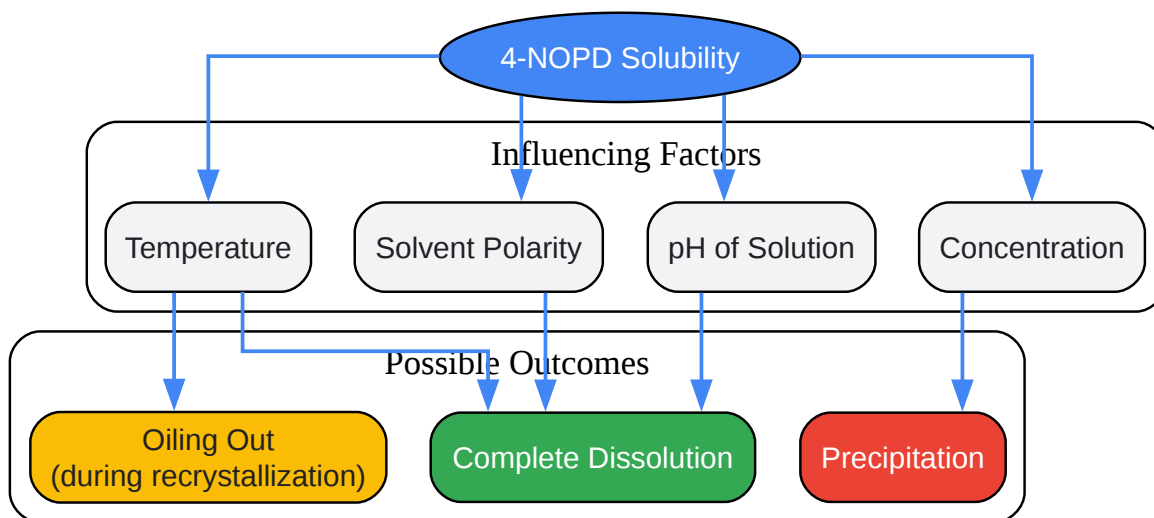 4-NOPD Solubility
Influencing Factors
Temperature
Solvent Polarity
pH of Solution
Concentration
Possible Outcomes
Oiling Out
(during recrystallization)
Complete Dissolution
Precipitation